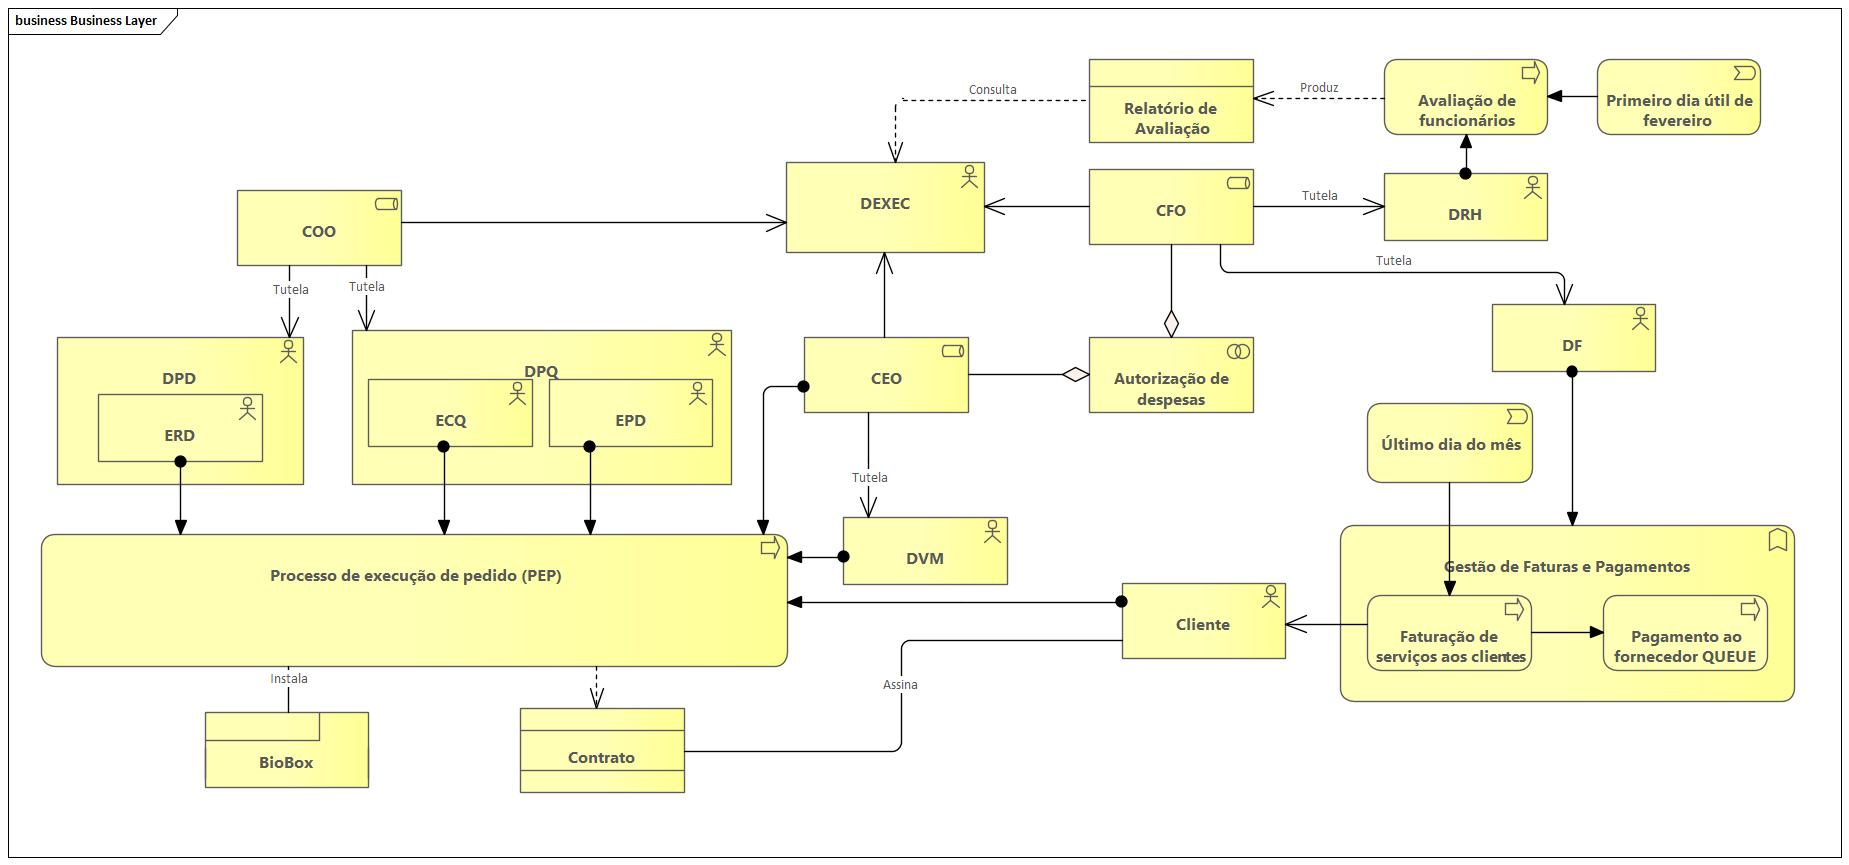 business Business Layer
Consulta
Relatório de
Avaliação
Produz
Avaliação de
funcionários
Primeiro dia útil de
fevereiro
COO
DEXEC
CFO
Tutela
DRH
Tutela
Tutela
Tutela
DF
DPD
ERD
DPQ
ECQ
EPD
CEO
Autorização de
despesas
Último dia do mês
Tutela
DVM
Processo de execução de pedido (PEP)
Cliente
Gestão de Faturas e Pagamentos
Faturação de
serviços aos clientes
Pagamento ao
fornecedor QUEUE
Instala
Assina
BioBox
Contrato